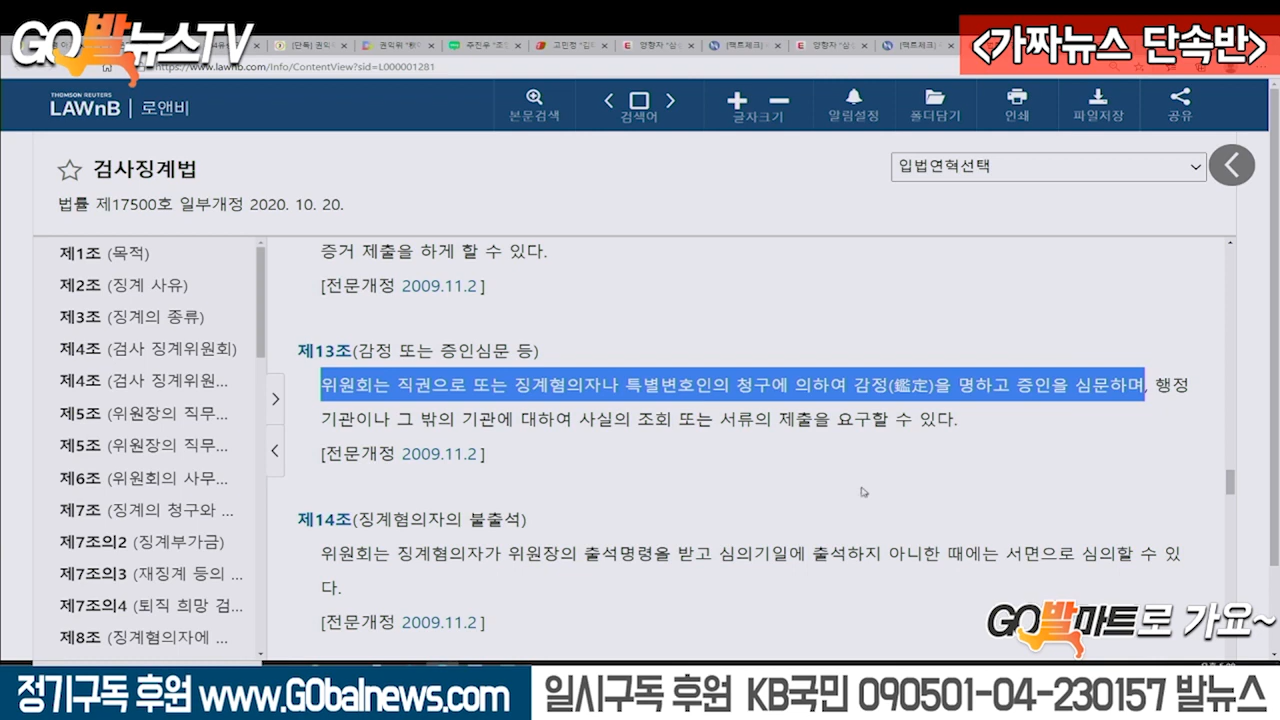 GO발뉴스TV
<가짜뉴스 단속반>
https://www.lawnb.com/Info/ContentView?sid=L000001281
THOMSON REUTERS
LAWnB | 로앤비
본문검색
검색어
글자크기
알림설정
폴더담기
인쇄
파일저장
공유
검사징계법
입법연혁선택
법률 제17500호 일부개정 2020. 10. 20.
제1조 (목적)
제2조 (징계 사유)
제3조 (징계의 종류)
제4조 (검사 징계위원회)
제4조 (검사 징계위원...
제5조 (위원장의 직무...
제5조 (위원장의 직무...
제6조 (위원회의 사무...
제7조 (징계의 청구와 ...
제7조의2 (징계부가금)
제7조의3 (재징계 등의 ...
제7조의4 (퇴직 희망 검...
제8조 (징계혐의자에 ...
증거 제출을 하게 할 수 있다.
[전문개정 2009.11.2 ]
제13조(감정 또는 증인심문 등)
위원회는 직권으로 또는 징계혐의자나 특별변호인의 청구에 의하여 감정(鑑定)을 명하고 증인을 심문하며, 행정
기관이나 그 밖의 기관에 대하여 사실의 조회 또는 서류의 제출을 요구할 수 있다.
[전문개정 2009.11.2 ]
제14조(징계혐의자의 불출석)
위원회는 징계혐의자가 위원장의 출석명령을 받고 심의기일에 출석하지 아니한 때에는 서면으로 심의할 수 있
다.
[전문개정 2009.11.2 ]
GO발마트로 가요~
정기구독 후원 www.GObalnews.com
일시구독 후원 KB국민 090501-04-230157 발뉴스